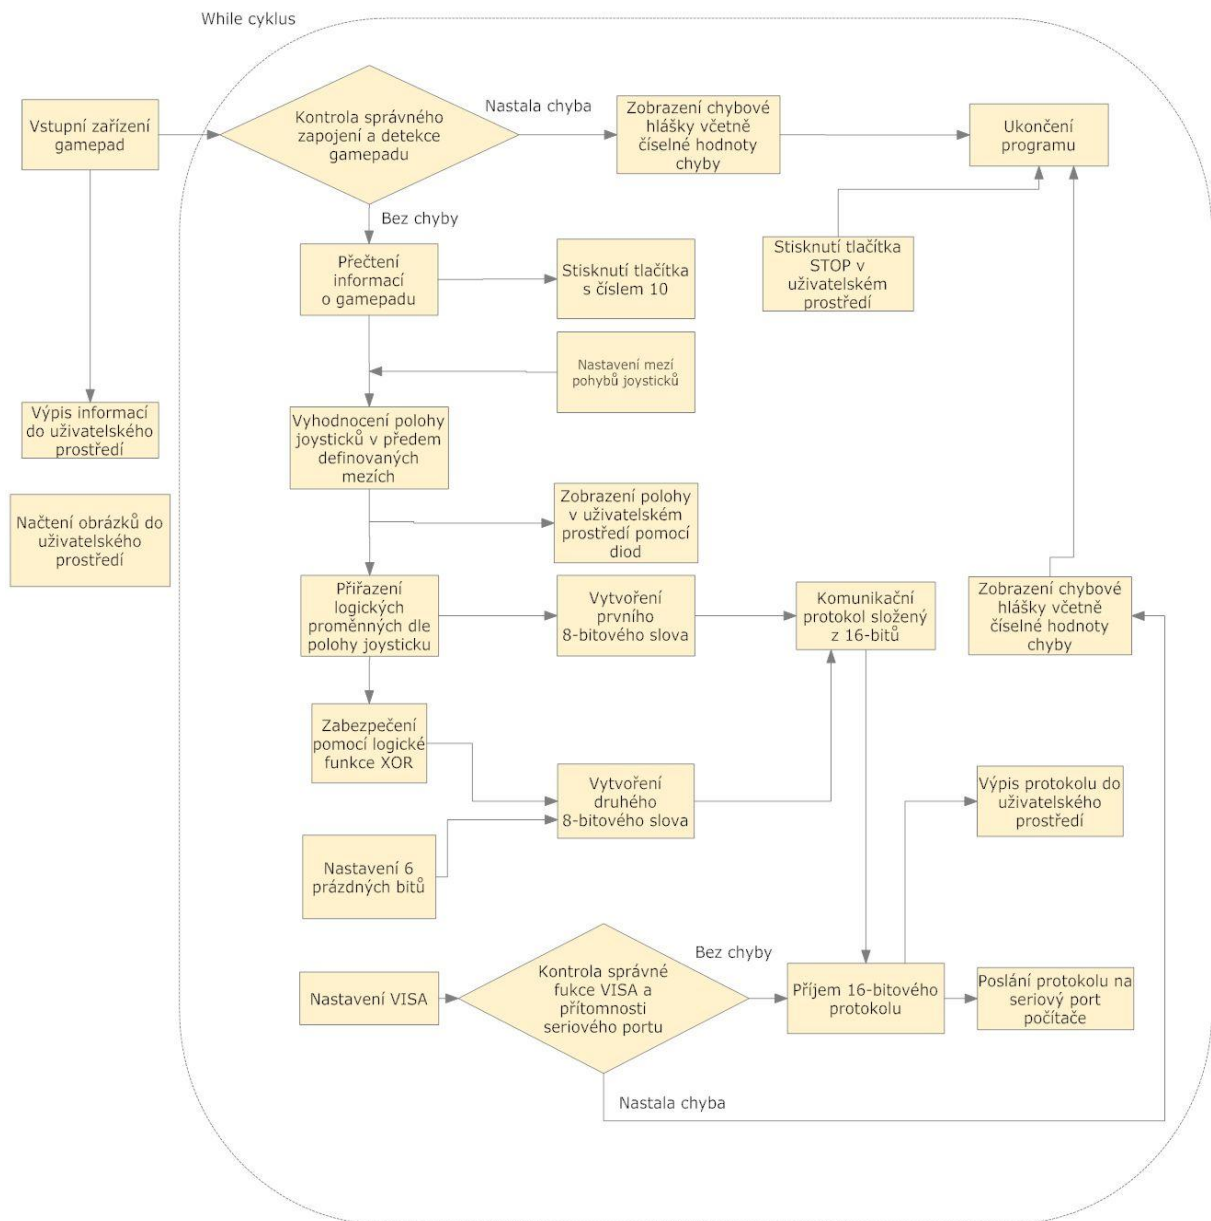 While cyklus
Vstupní zařízení
gamepad
Kontrola správného
zapojení a detekce
gamepadu
Nastala chyba
Zobrazení chybové
hlášky včetně
číselné hodnoty
chyby
Ukončení
programu
Bez chyby
Přečtení
informací
o gamepadu
Stisknutí tlačítka
s číslem 10
Stisknutí tlačítka
STOP v
uživatelském
prostředí
Nastavení mezí
pohybů joysticků
Výpis informací
do uživatelského
prostředí
Vyhodnocení polohy
joysticků v předem
definovaných
mezích
Načtení obrázků do
uživatelského
prostředí
Zobrazení polohy
v uživatelském
prostředí pomocí
diod
Přiřazení
logických
proměnných dle
polohy joysticku
Vytvoření
prvního
8-bitového slova
Komunikační
protokol složený
z 16-bitů
Zobrazení chybové
hlášky včetně
číselné hodnoty
chyby
Zabezpečení
pomocí logické
funkce XOR
Vytvoření
druhého
8-bitového slova
Výpis protokolu do
uživatelského
prostředí
Nastavení 6
prázdných bitů
Nastavení VISA
Kontrola správné
fukce VISA a
přítomnosti
seriového portu
Bez chyby
Příjem 16-bitového
protokolu
Poslání protokolu na
seriový port
počítače
Nastala chyba